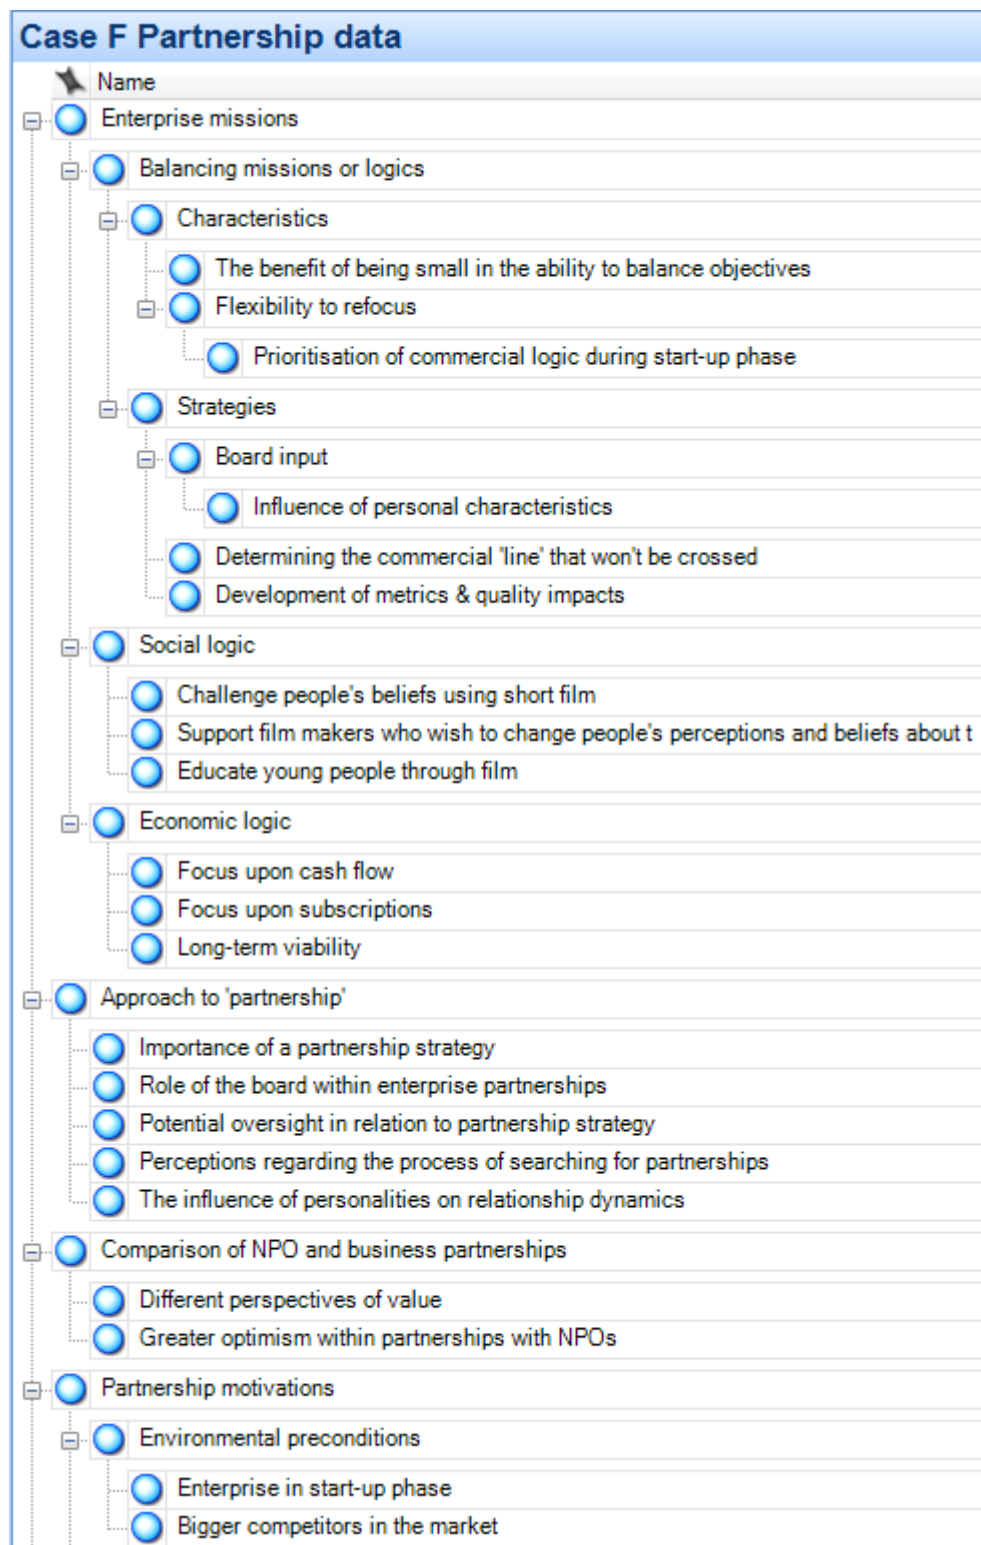 Case F Partnership data
Name
Enterprise missions
Balancing missions or logics
Characteristics
The benefit of being small in the ability to balance objectives
Flexibility to refocus
Prioritisation of commercial logic during start-up phase
Strategies
Board input
Influence of personal characteristics
Determining the commercial 'line' that won't be crossed
Development of metrics & quality impacts
Social logic
Challenge people's beliefs using short film
Support film makers who wish to change people's perceptions and beliefs about t
Educate young people through film
Economic logic
Focus upon cash flow
Focus upon subscriptions
Long-term viability
Approach to 'partnership'
Importance of a partnership strategy
Role of the board within enterprise partnerships
Potential oversight in relation to partnership strategy
Perceptions regarding the process of searching for partnerships
The influence of personalities on relationship dynamics
Comparison of NPO and business partnerships
Different perspectives of value
Greater optimism within partnerships with NPOs
Partnership motivations
Environmental preconditions
Enterprise in start-up phase
Bigger competitors in the market